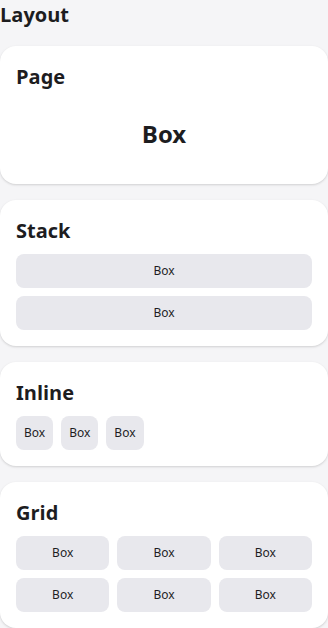 Layout
Page
Box
Stack
Box
Box
Inline
Box Box Box
Grid
Box Box Box
Box Box Box